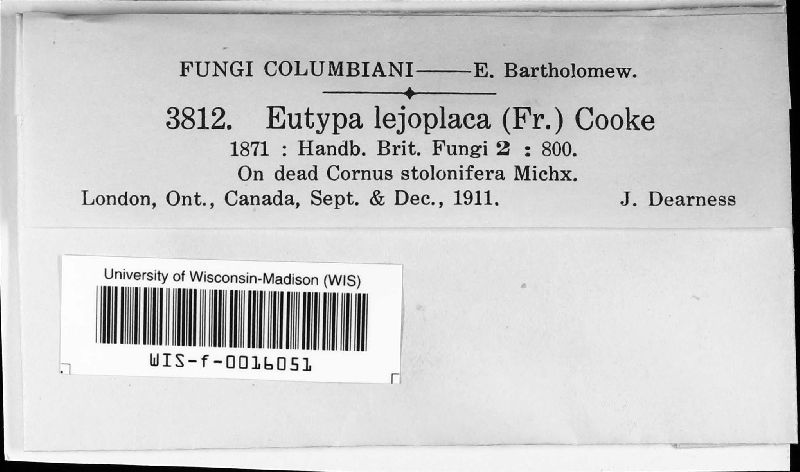 FUNGI COLUMBIANI——E. Bartholomew.
3812. Eutypa lejoplaca (Fr.) Cooke
1871 : Handb. Brit. Fungi 2 : 800.
On dead Cornus stolonifera Michx.
London, Ont., Canada, Sept. & Dec., 1911. J. Dearness
University of Wisconsin-Madison (WIS)
WIS-f-0016051